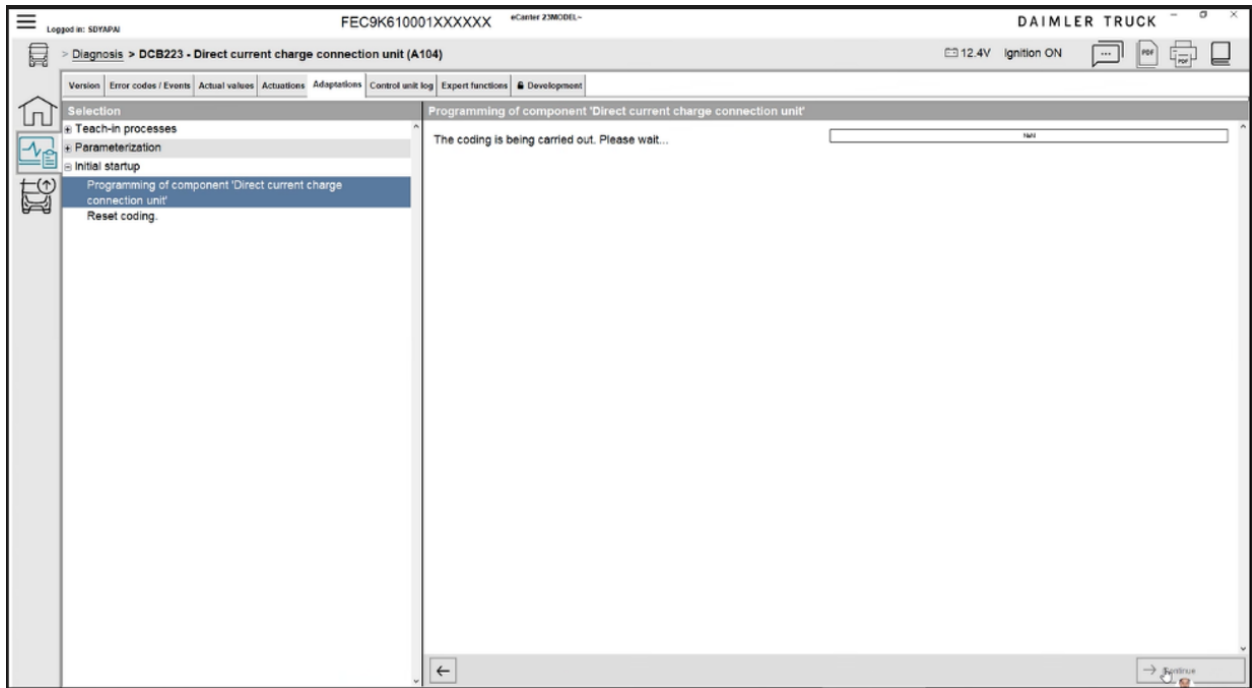 Logged in: SDYAPAI
FEC9K610001XXXXXX
eCanter 23MODEL~
DAIMLER TRUCK
> Diagnosis > DCB223 - Direct current charge connection unit (A104)
12.4V Ignition ON
PDF
PDF
Version Error codes / Events Actual values Actuations Adaptations Control unit log Expert functions Development
Selection
Teach-in processes
Parameterization
Initial startup
Programming of component 'Direct current charge
connection unit'
Reset coding.
Programming of component 'Direct current charge connection unit'
The coding is being carried out. Please wait...
NaN
Continue